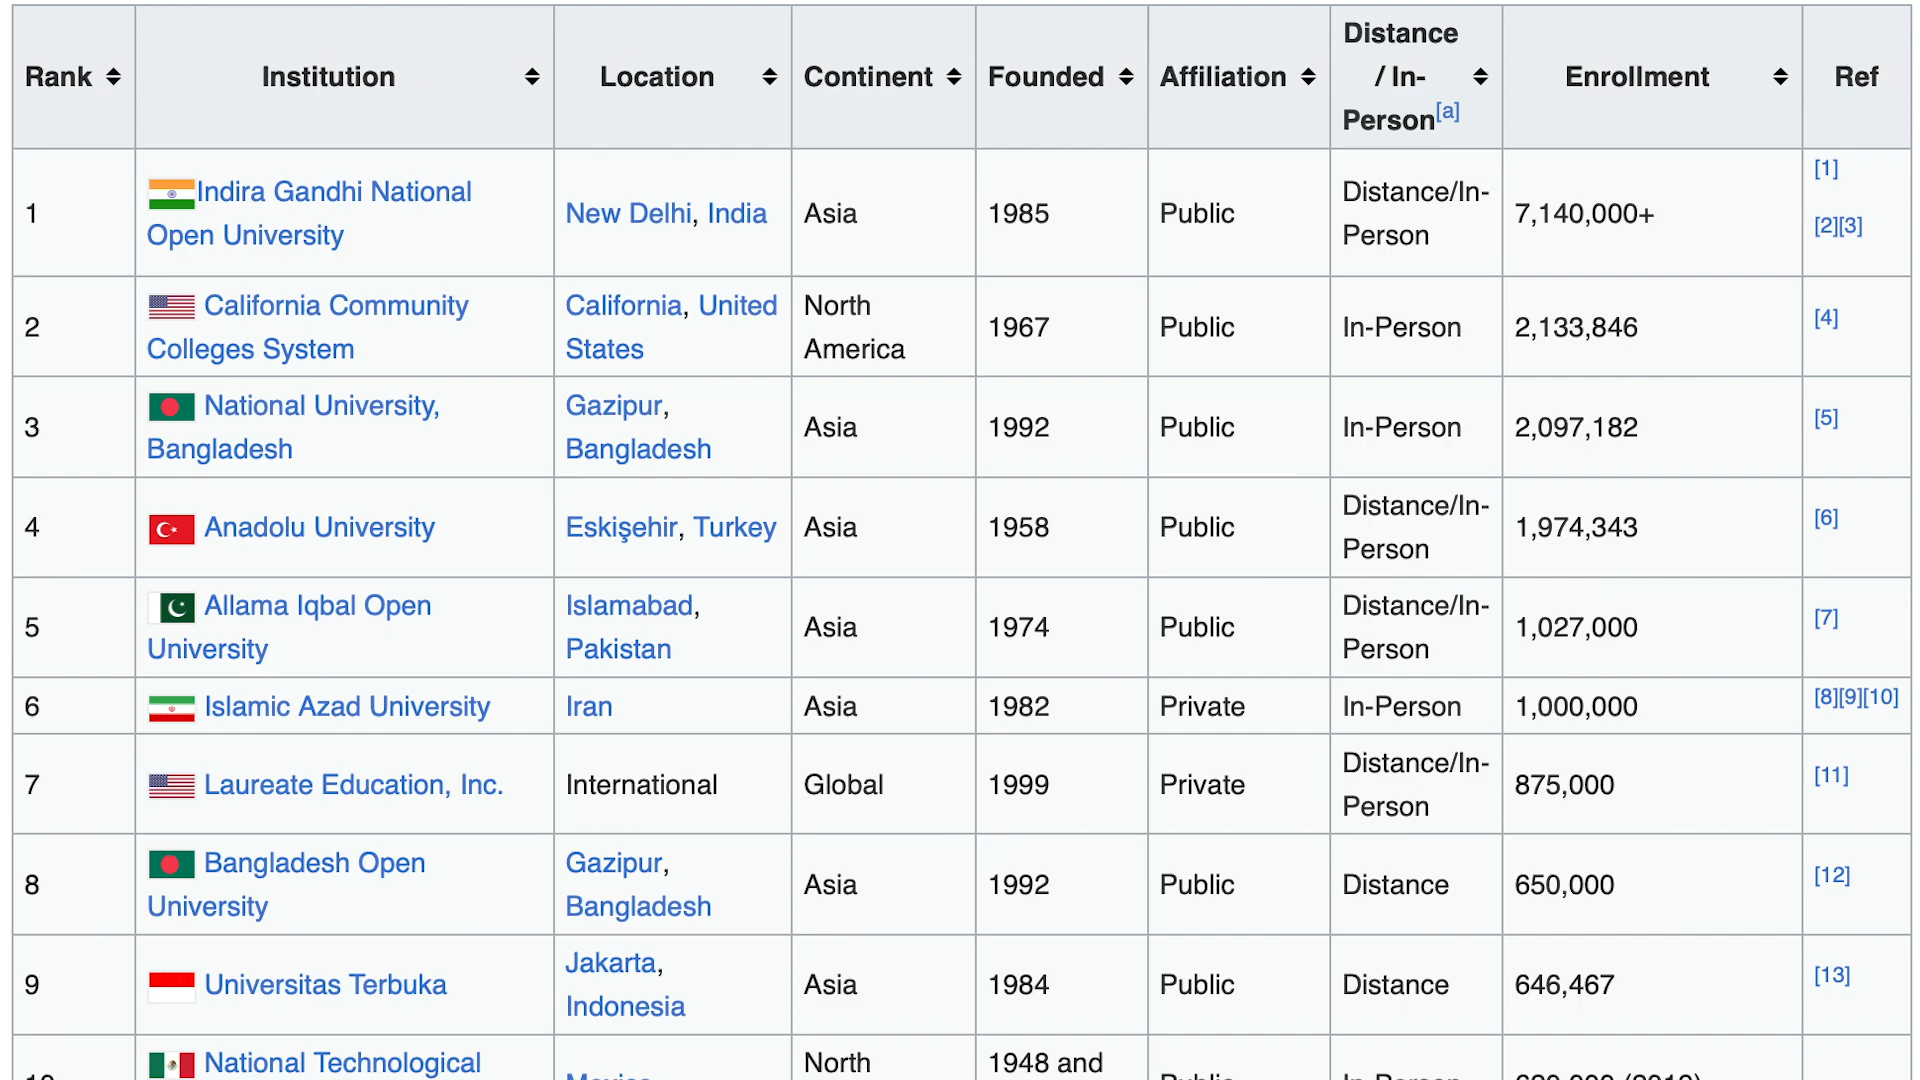 Rank Institution Location Continent Founded Affiliation Distance / In-Person[a] Enrollment Ref
1 Indira Gandhi National Open University New Delhi, India Asia 1985 Public Distance/In-Person 7,140,000+ [1] [2][3]
2 California Community Colleges System California, United States North America 1967 Public In-Person 2,133,846 [4]
3 National University, Bangladesh Gazipur, Bangladesh Asia 1992 Public In-Person 2,097,182 [5]
4 Anadolu University Eskişehir, Turkey Asia 1958 Public Distance/In-Person 1,974,343 [6]
5 Allama Iqbal Open University Islamabad, Pakistan Asia 1974 Public Distance/In-Person 1,027,000 [7]
6 Islamic Azad University Iran Asia 1982 Private In-Person 1,000,000 [8][9][10]
7 Laureate Education, Inc. International Global 1999 Private Distance/In-Person 875,000 [11]
8 Bangladesh Open University Gazipur, Bangladesh Asia 1992 Public Distance 650,000 [12]
9 Universitas Terbuka Jakarta, Indonesia Asia 1984 Public Distance 646,467 [13]
National Technological North 1948 and